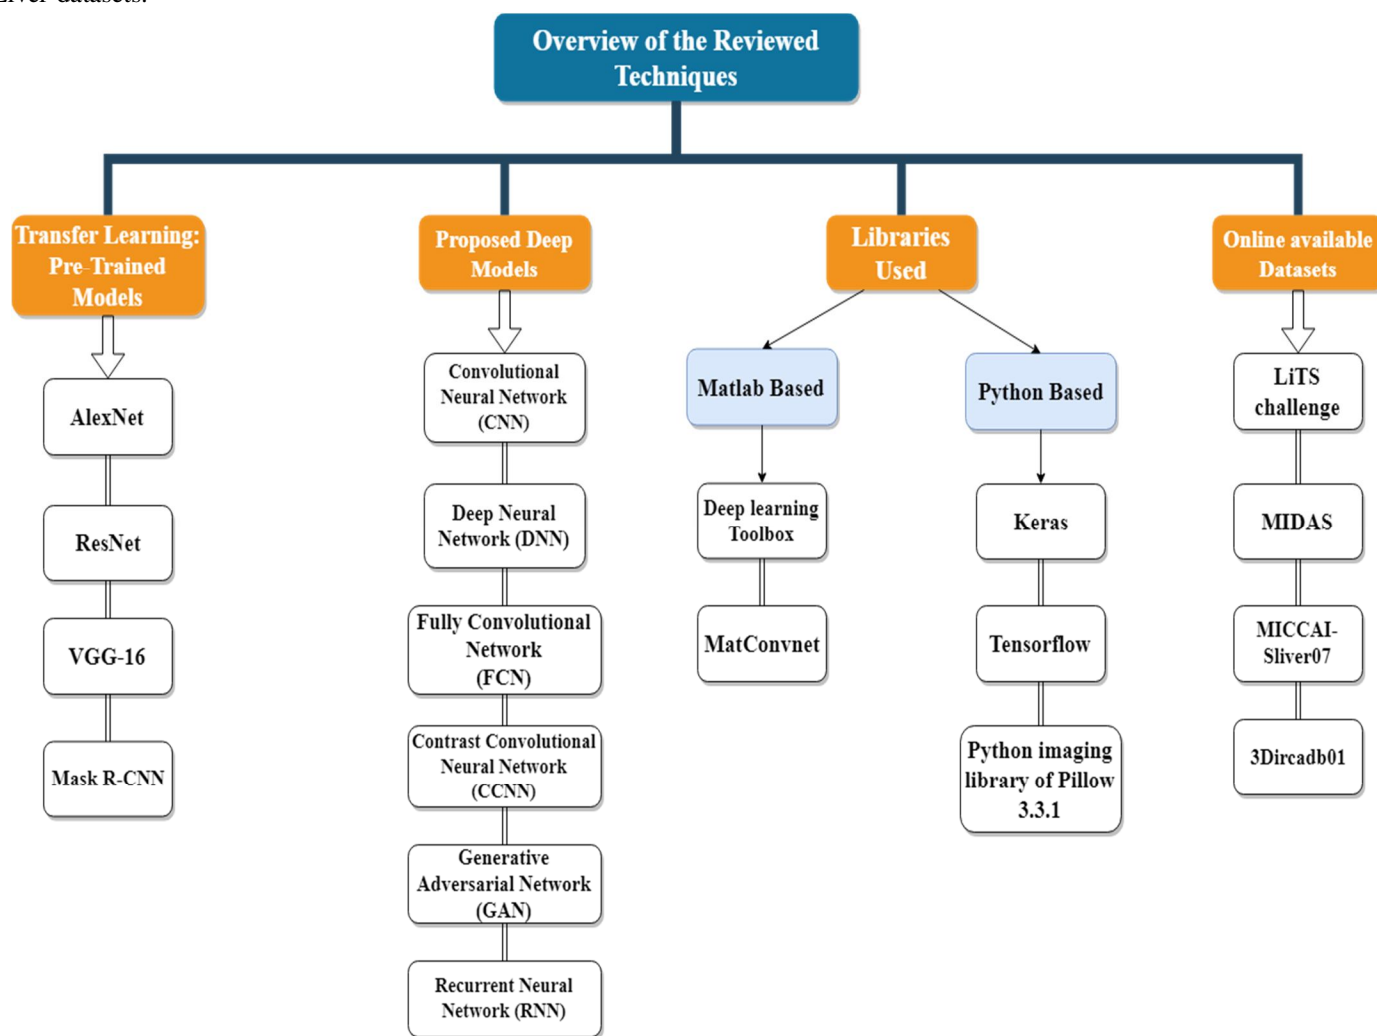 Liver datasets.
Overview of the Reviewed
Techniques
Transfer Learning:
Pre-Trained
Models
AlexNet
ResNet
VGG-16
Mask R-CNN
Proposed Deep
Models
Convolutional
Neural Network
(CNN)
Deep Neural
Network (DNN)
Fully Convolutional
Network
(FCN)
Contrast Convolutional
Neural Network
(CCNN)
Generative
Adversarial Network
(GAN)
Recurrent Neural
Network (RNN)
Libraries
Used
Matlab Based
Deep learning
Toolbox
MatConvnet
Python Based
Keras
Tensorflow
Python imaging
library of Pillow
3.3.1
Online available
Datasets
LiTS
challenge
MIDAS
MICCAI-
Sliver07
3Dircadb01